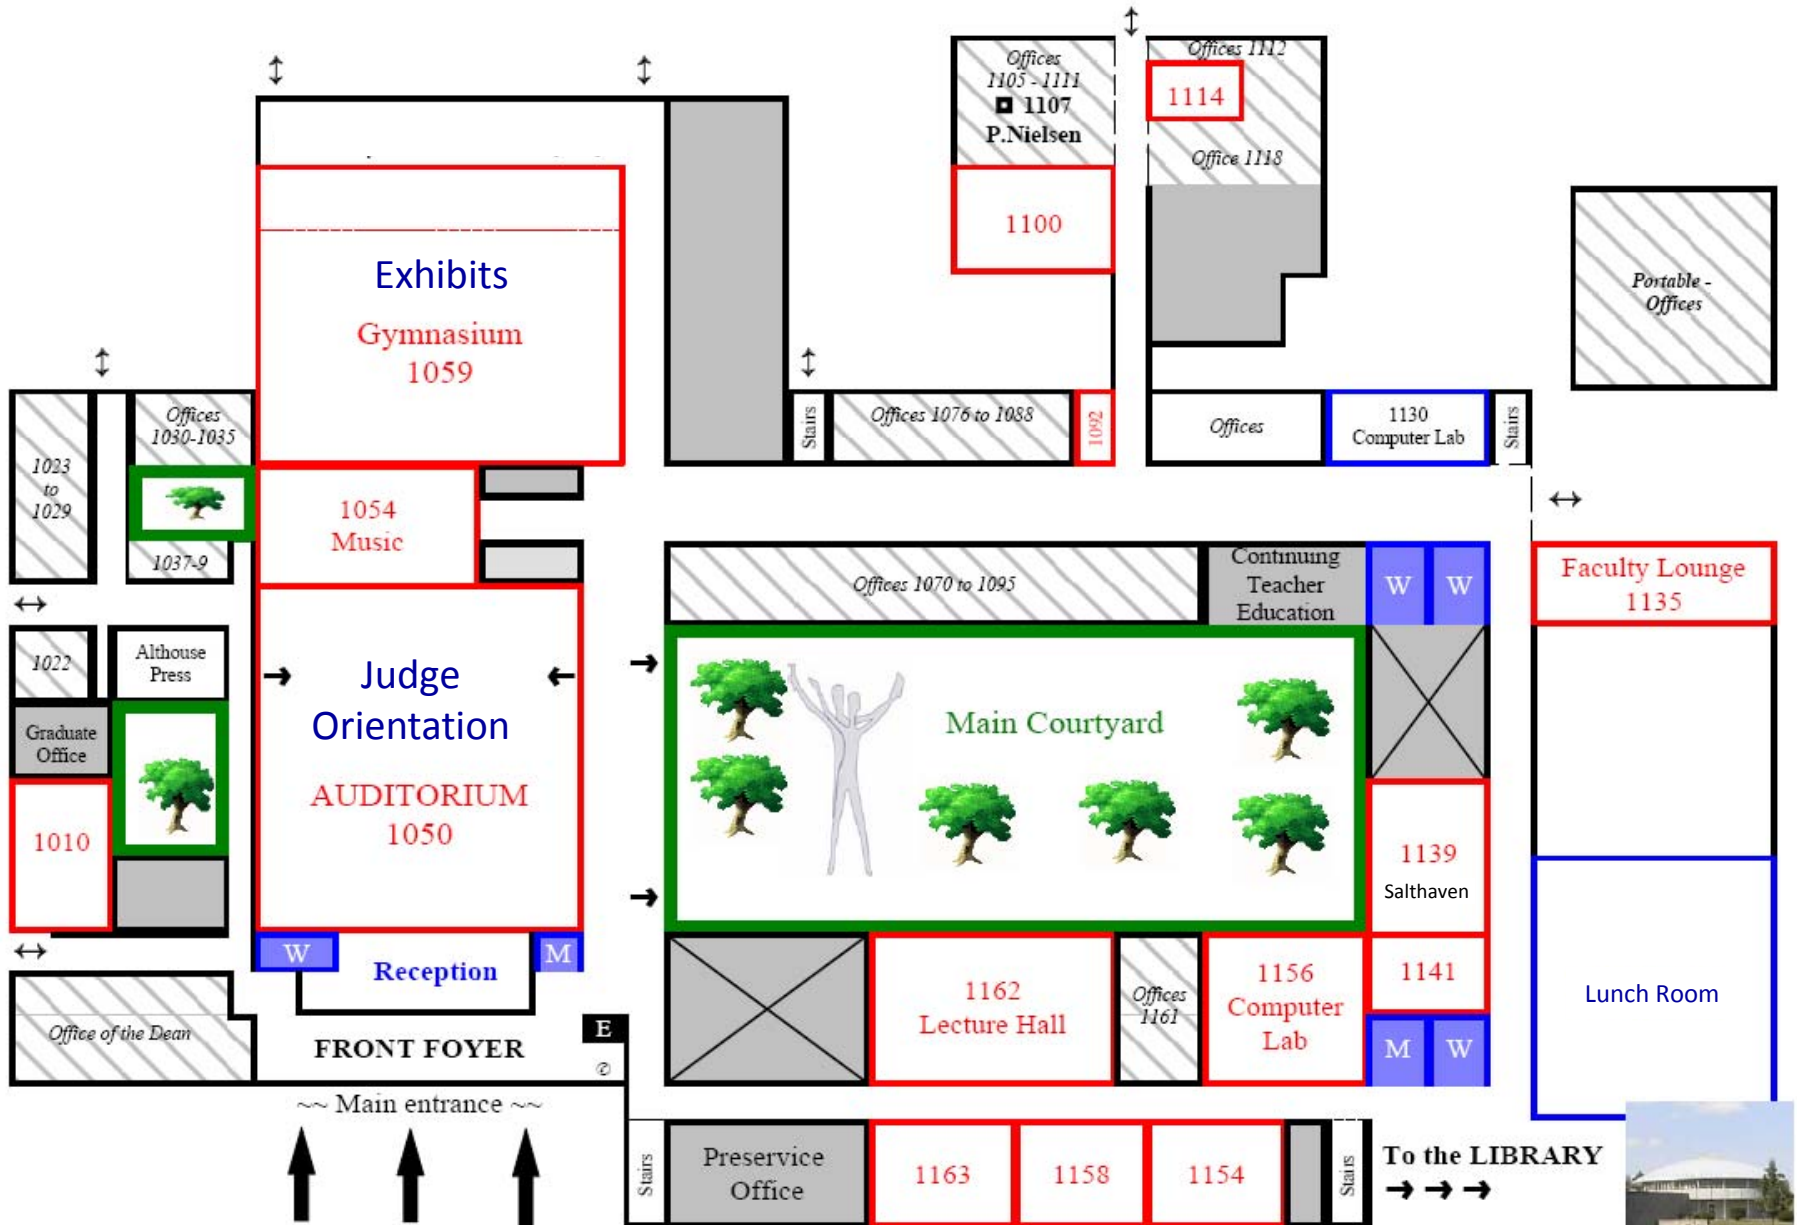 Offices
1105 - 1111
1107
P.Nielsen
Offices 1112
1114
Office 1118
1100
Exhibits
Gymnasium
1059
Portable -
Offices
Offices
1030-1035
1023
to
1029
1037-9
1054
Music
Stairs
Offices 1076 to 1088
1092
Offices
1130
Computer Lab
Stairs
Offices 1070 to 1095
Continuing
Teacher
Education
W
W
Faculty Lounge
1135
1022
Althouse
Press
Graduate
Office
1010
Judge
Orientation
AUDITORIUM
1050
Main Courtyard
1139
Salthaven
W
Reception
M
1162
Lecture Hall
Offices
1161
1156
Computer
Lab
1141
M
W
Lunch Room
Office of the Dean
FRONT FOYER
E
✆
~~ Main entrance ~~
Stairs
Preservice
Office
1163
1158
1154
Stairs
To the LIBRARY